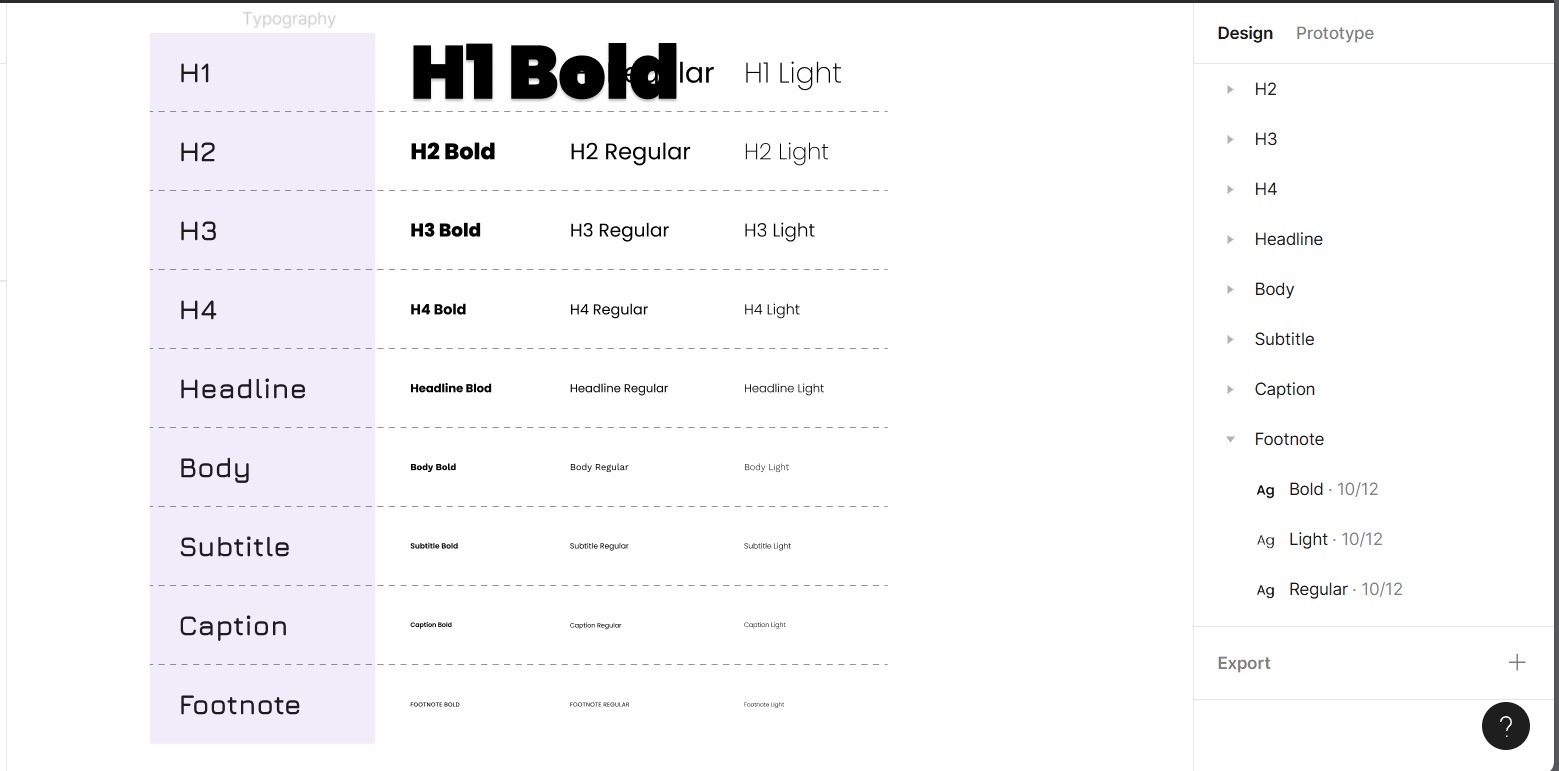 Typography
H1 H1 Bold lar H1 Light
H2 H2 Bold H2 Regular H2 Light
H3 H3 Bold H3 Regular H3 Light
H4 H4 Bold H4 Regular H4 Light
Headline Headline Blod Headline Regular Headline Light
Body Body Bold Body Regular Body Light
Subtitle Subtitle Bold Subtitle Regular Subtitle Light
Caption Caption Bold Caption Regular Caption Light
Footnote FOOTNOTE BOLD FOOTNOTE REGULAR Footnote Light
Design Prototype
H2
H3
H4
Headline
Body
Subtitle
Caption
Footnote
Ag Bold · 10/12
Ag Light · 10/12
Ag Regular · 10/12
Export
?